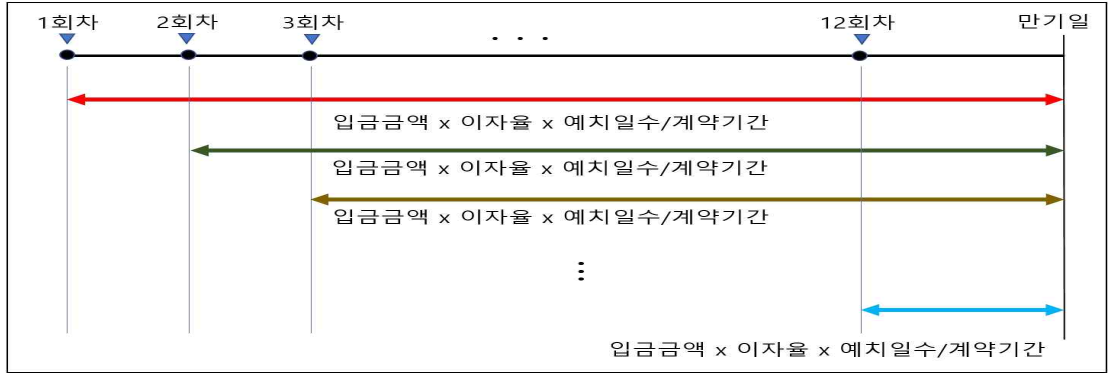 1회차 2회차 3회차 . . . 12회차 만기일
입금금액 x 이자율 x 예치일수/계약기간
입금금액 x 이자율 x 예치일수/계약기간
입금금액 x 이자율 x 예치일수/계약기간
입금금액 x 이자율 x 예치일수/계약기간